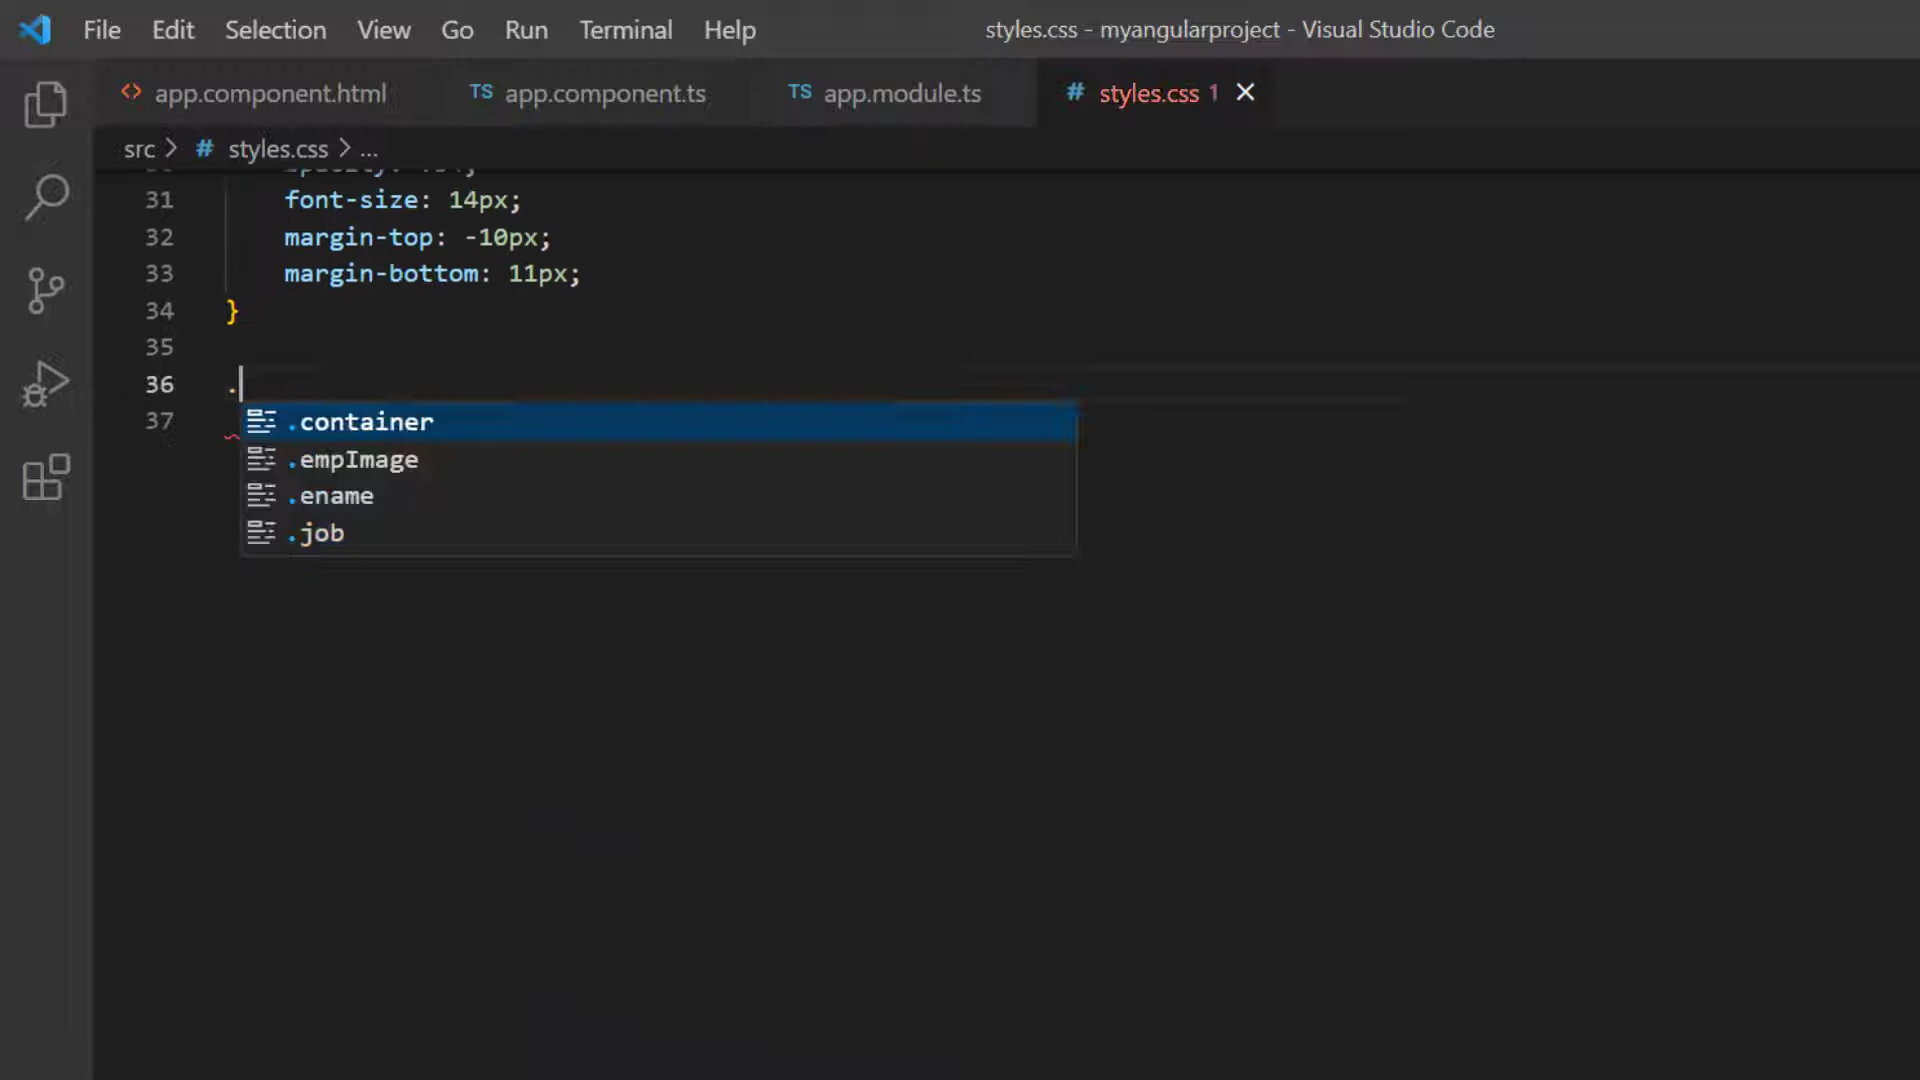 File Edit Selection View Go Run Terminal Help styles.css - myangularproject - Visual Studio Code
<> app.component.html TS app.component.ts TS app.module.ts # styles.css 1
src > # styles.css > ...
31 font-size: 14px;
32 margin-top: -10px;
33 margin-bottom: 11px;
34 }
35
36 .
.container
37
.empImage
.ename
.job